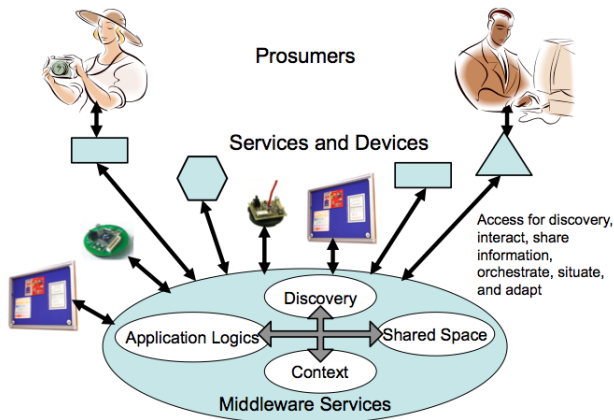 Prosumers
Services and Devices
Access for discovery,
interact, share
information,
orchestrate, situate,
and adapt
Discovery
Application Logics
Shared Space
Context
Middleware Services